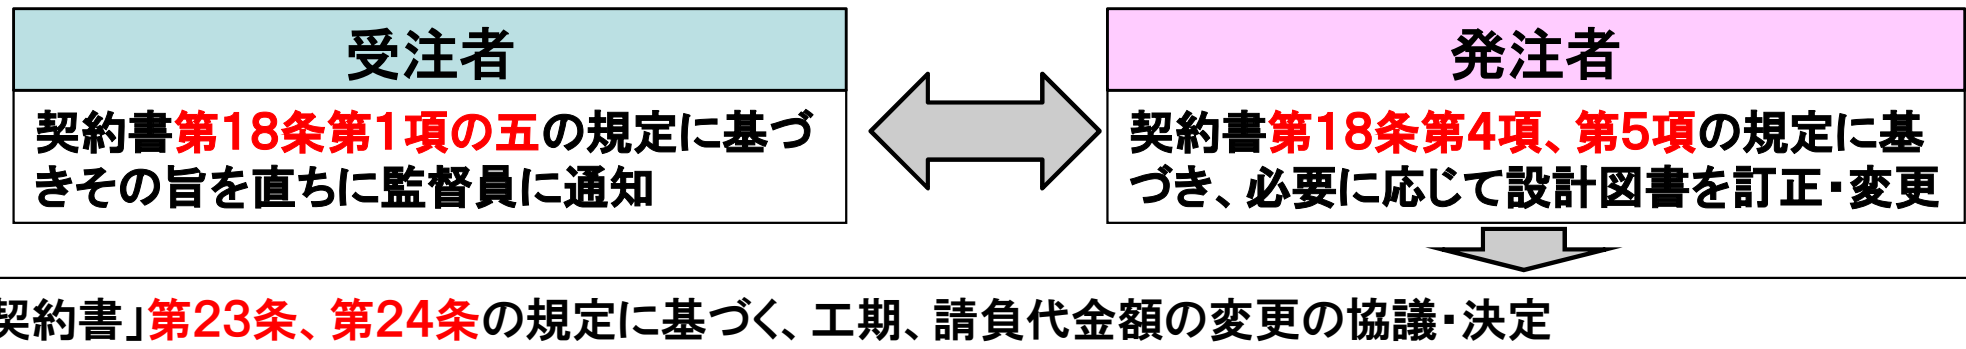 受注者
契約書第18条第1項の五の規定に基づ
きその旨を直ちに監督員に通知
発注者
契約書第18条第4項、第5項の規定に基
づき、必要に応じて設計図書を訂正・変更
契約書」第23条、第24条の規定に基づく、工期、請負代金額の変更の協議・決定